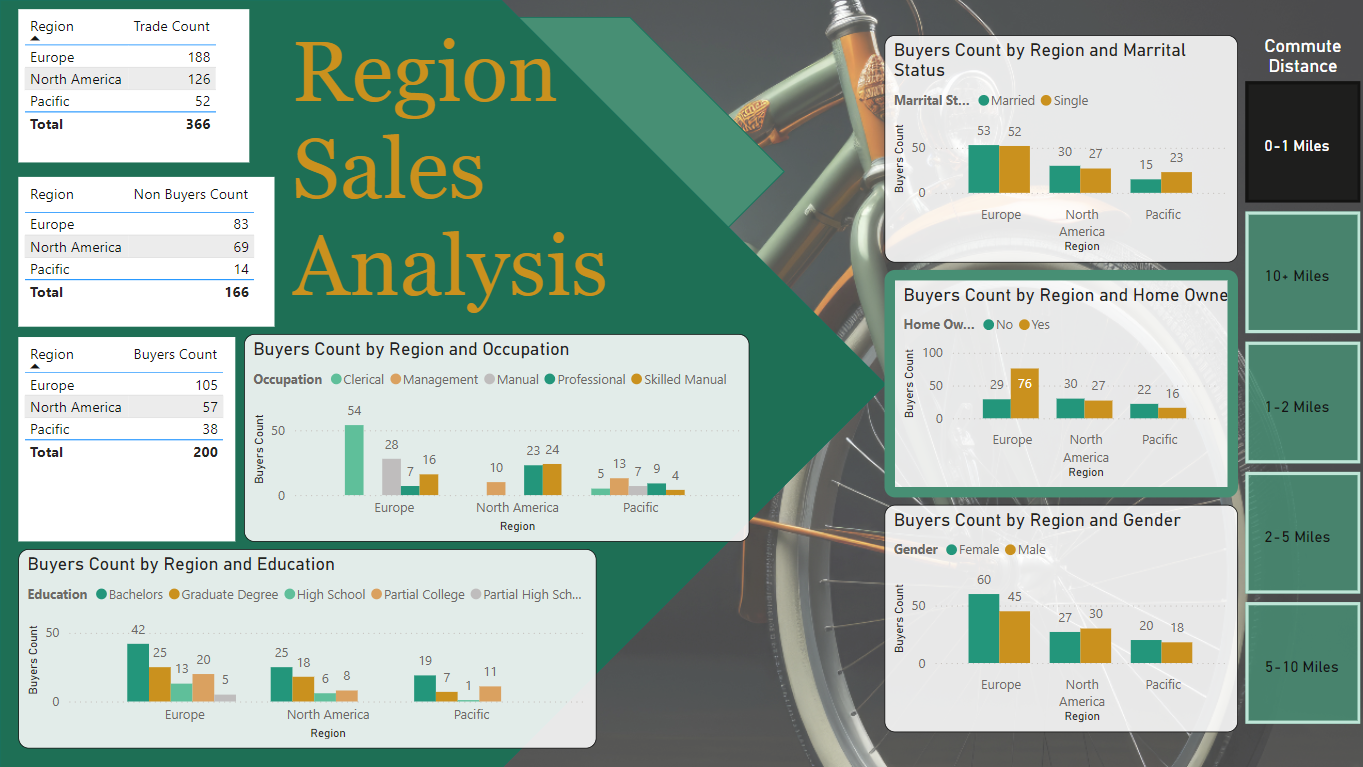 Region Trade Count
Europe 188
North America 126
Pacific 52
Total 366
Region
Sales
Analysis
Region Non Buyers Count
Europe 83
North America 69
Pacific 14
Total 166
Region Buyers Count
Europe 105
North America 57
Pacific 38
Total 200
Buyers Count by Region and Occupation
Occupation Clerical Management Manual Professional Skilled Manual
Buyers Count
50
0
54 28 7 16 10 23 24 5 13 7 9 4
Europe North America Pacific
Region
Buyers Count by Region and Education
Education Bachelors Graduate Degree High School Partial College Partial High Sch...
Buyers Count
50
0
42 25 13 20 5 25 18 6 8 19 7 1 11
Europe North America Pacific
Region
Buyers Count by Region and Marrital
Status
Marrital St... Married Single
Buyers Count
50
0
53 52 30 27 15 23
Europe North Pacific
America
Region
Buyers Count by Region and Home Owne
Home Ow... No Yes
Buyers Count
100
50
0
29 76 30 27 22 16
Europe North Pacific
America
Region
Buyers Count by Region and Gender
Gender Female Male
Buyers Count
50
0
60 45 27 30 20 18
Europe North Pacific
America
Region
Commute
Distance
0-1 Miles
10+ Miles
1-2 Miles
2-5 Miles
5-10 Miles